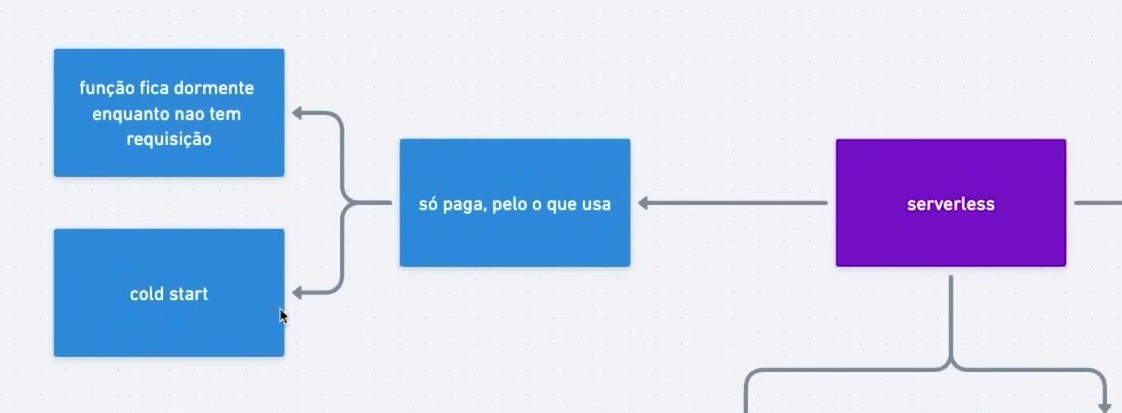 função fica dormente
enquanto nao tem
requisição
só paga, pelo o que usa
serverless
cold start